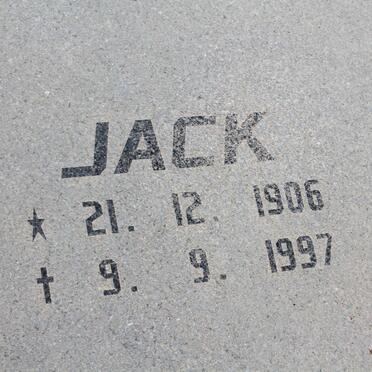 JACK
★ 21. 12. 1906
✝ 9. 9. 1997